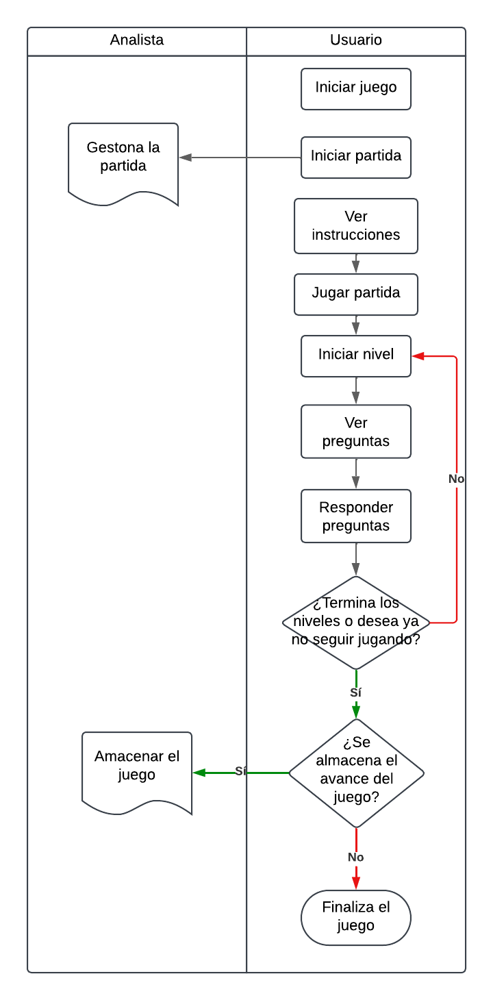 Analista
Usuario
Iniciar juego
Gestona la
partida
Iniciar partida
Ver
instrucciones
Jugar partida
Iniciar nivel
Ver
preguntas
No
Responder
preguntas
¿Termina los
niveles o desea ya
no seguir jugando?
Sí
¿Se
almacena el
avance del
juego?
Sí
Amacenar el
juego
No
Finaliza el
juego